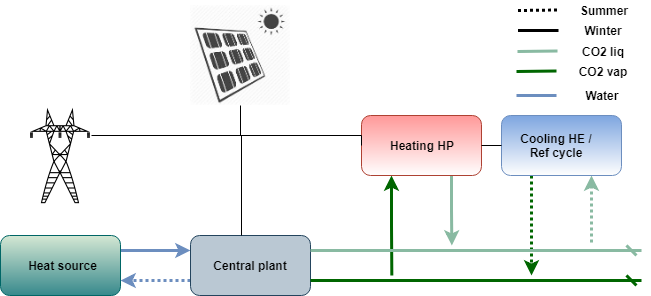 Summer
Winter
CO2 liq
CO2 vap
Water
Heating HP
Cooling HE /
Ref cycle
Heat source
Central plant